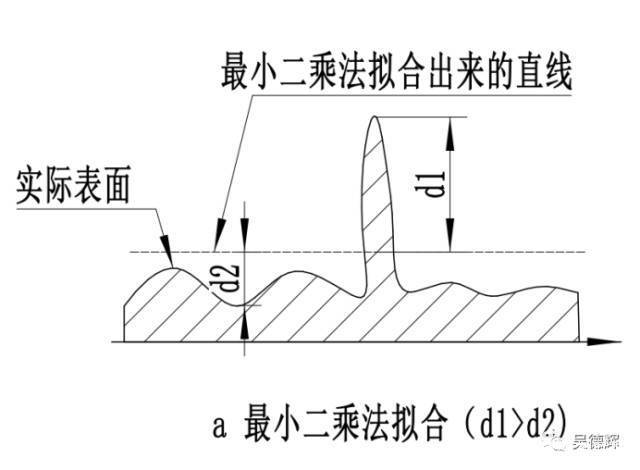 最小二乘法拟合出来的直线
实际表面
d1
d2
a 最小二乘法拟合（d1>d2）
吴德辉